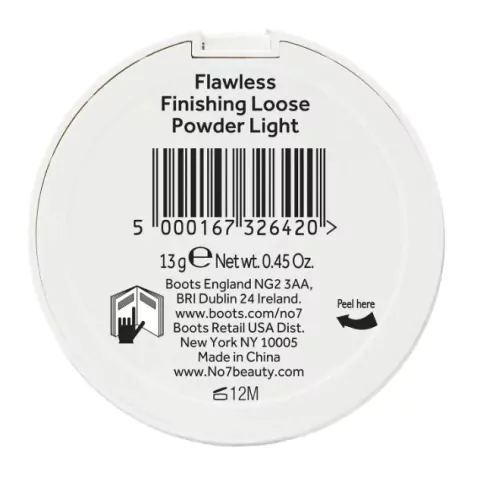 Flawless
Finishing Loose
Powder Light
5 000167 326420 >
13 g ℮ Net wt. 0.45 Oz.
Boots England NG2 3AA,
BRI Dublin 24 Ireland.
www.boots.com/no7
Boots Retail USA Dist.
New York NY 10005
Made in China
www.No7beauty.com
Peel here
12M